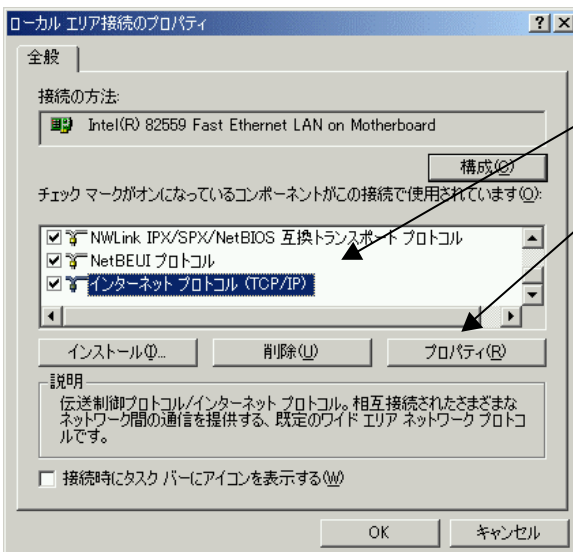 ローカル エリア接続のプロパティ
全般
接続の方法:
Intel(R) 82559 Fast Ethernet LAN on Motherboard
構成(C)
チェック マークがオンになっているコンポーネントがこの接続で使用されています(O):
NWLink IPX/SPX/NetBIOS 互換トランスポート プロトコル
NetBEUI プロトコル
インターネット プロトコル (TCP/IP)
インストール(I)...
削除(U)
プロパティ(R)
説明
伝送制御プロトコル/インターネット プロトコル。相互接続されたさまざまな
ネットワーク間の通信を提供する、既定のワイド エリア ネットワーク プロトコ
ルです。
接続時にタスク バーにアイコンを表示する(W)
OK
キャンセル